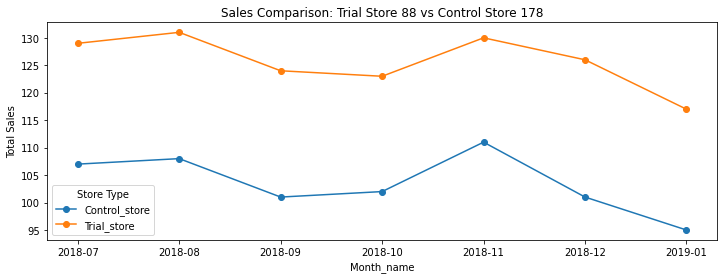 Sales Comparison: Trial Store 88 vs Control Store 178
Total Sales
130
125
120
115
110
105
100
95
Store Type
Control_store
Trial_store
2018-07 2018-08 2018-09 2018-10 2018-11 2018-12 2019-01
Month_name